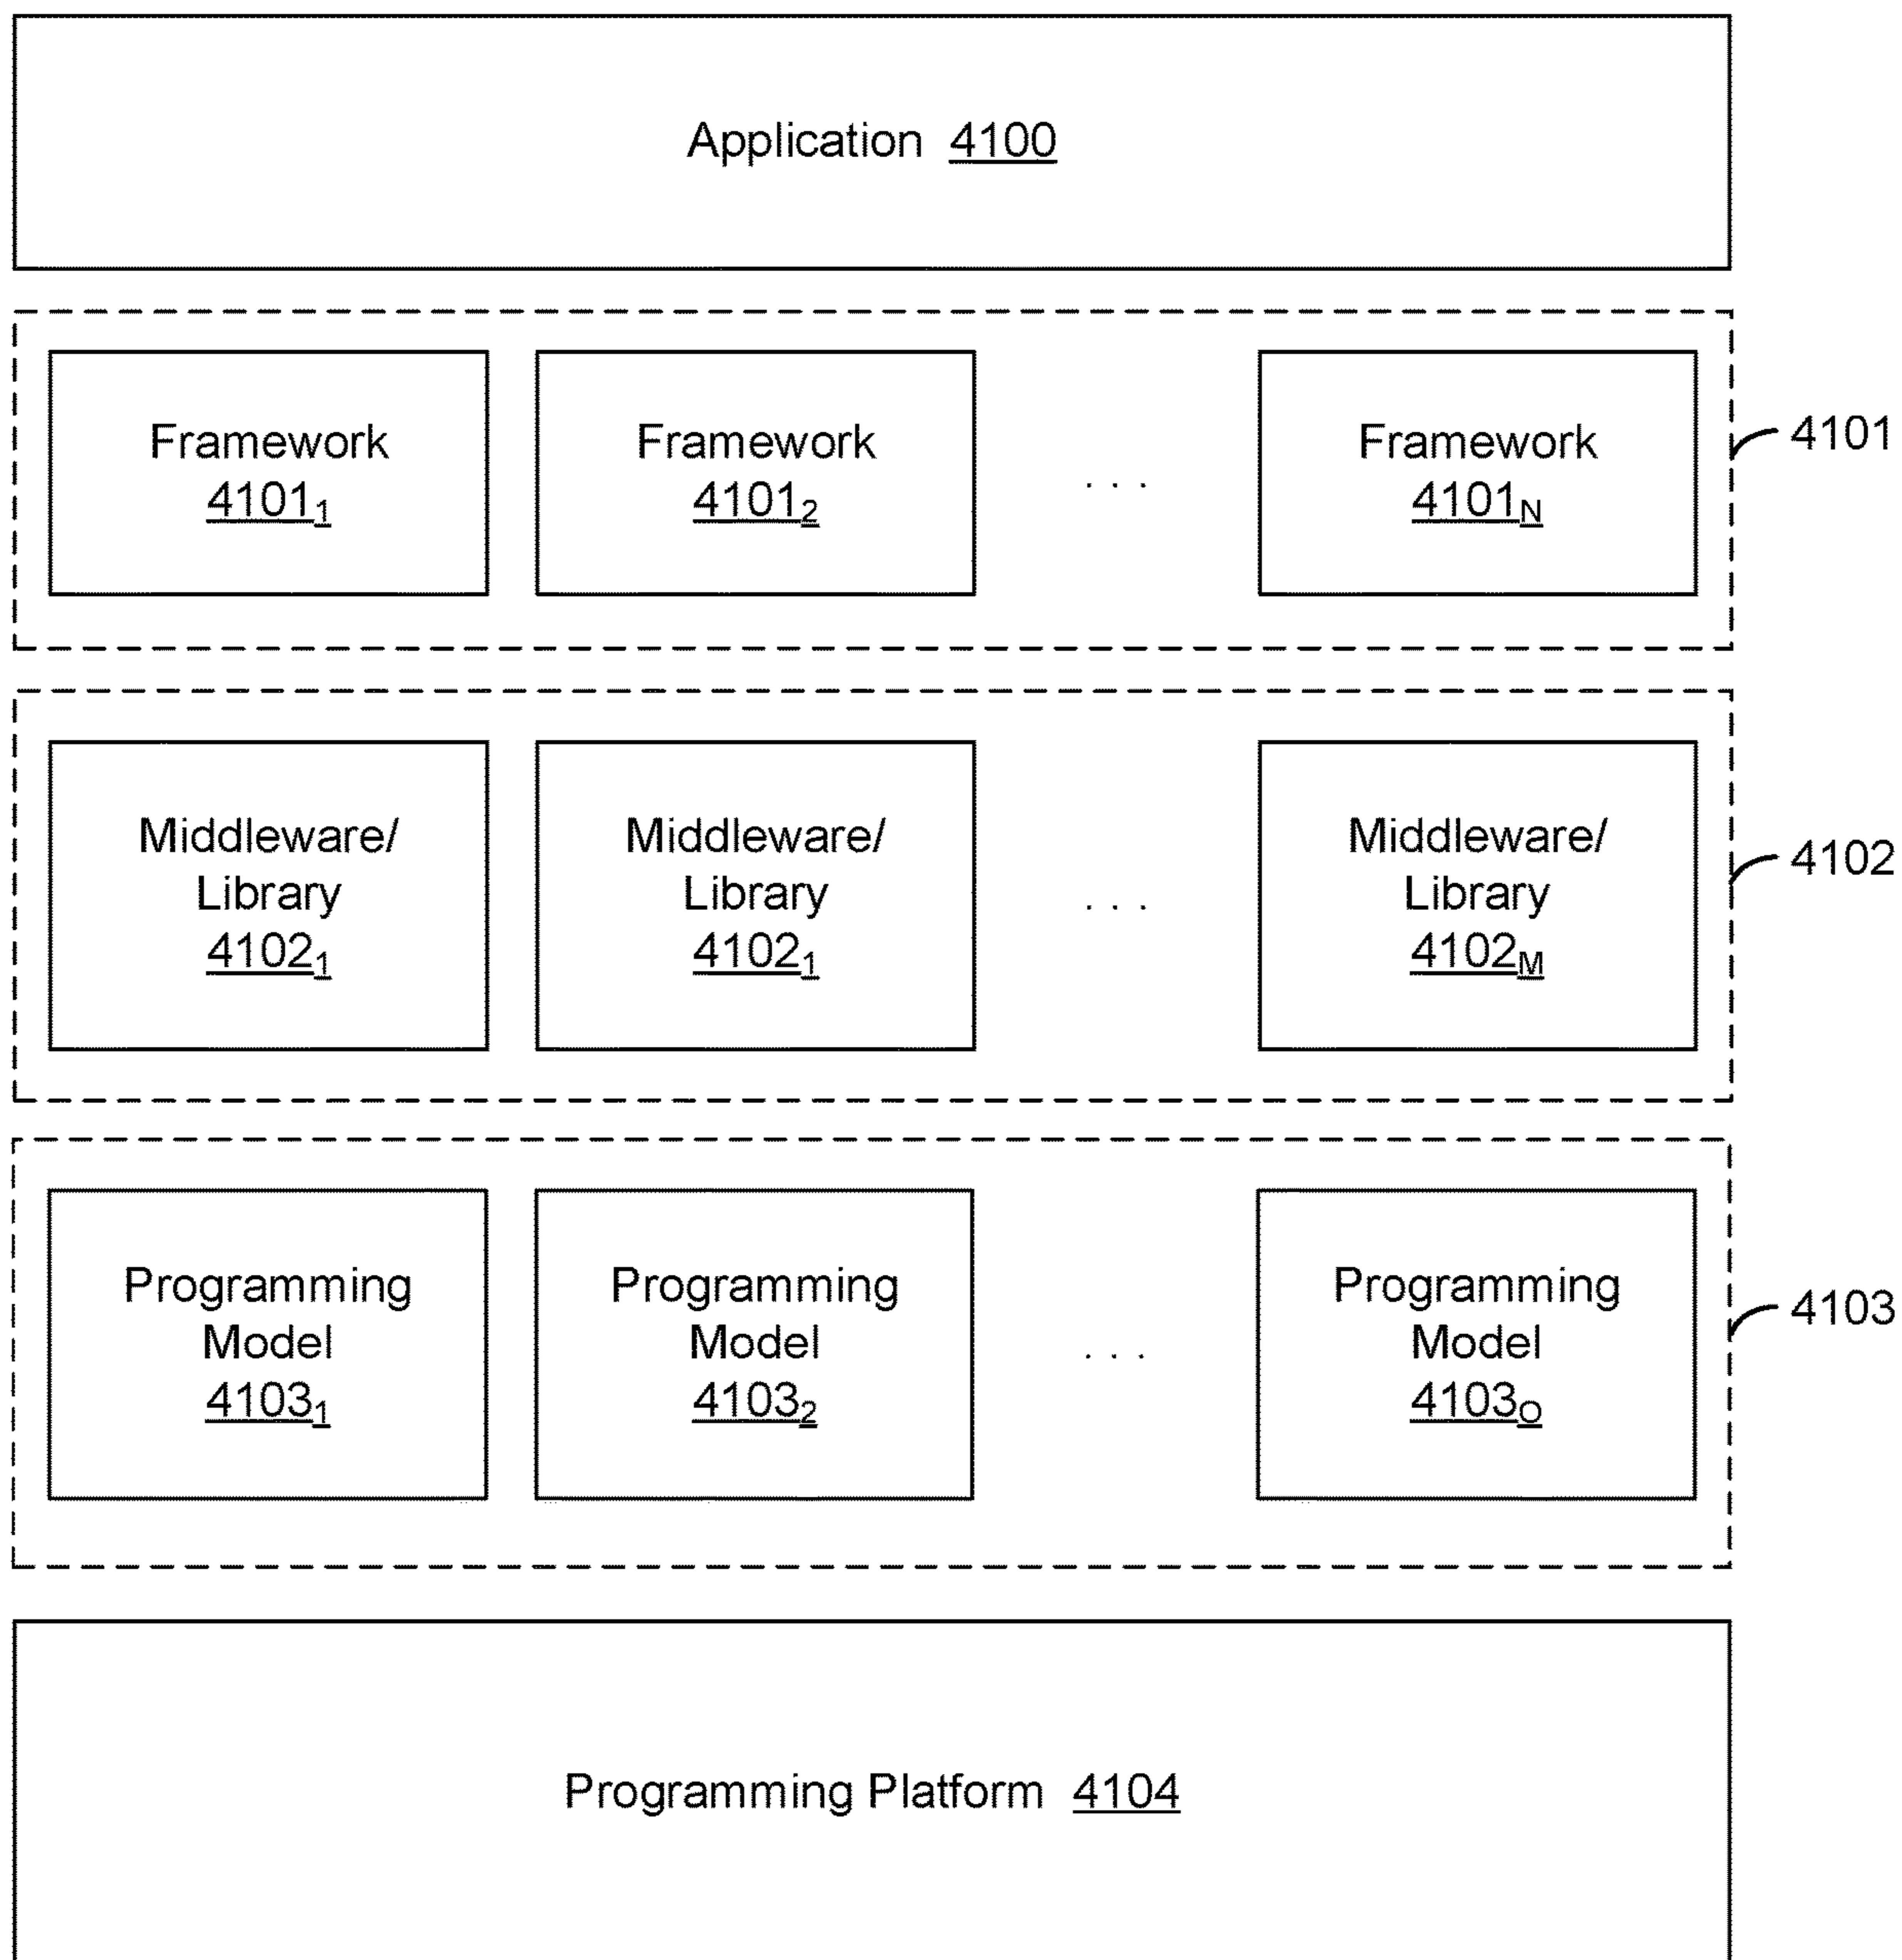 Application 4100
Framework
4101₁
Framework
4101₂
. . .
Framework
4101N
4101
Middleware/
Library
4102₁
Middleware/
Library
4102₁
. . .
Middleware/
Library
4102M
4102
Programming
Model
4103₁
Programming
Model
4103₂
. . .
Programming
Model
4103O
4103
Programming Platform 4104